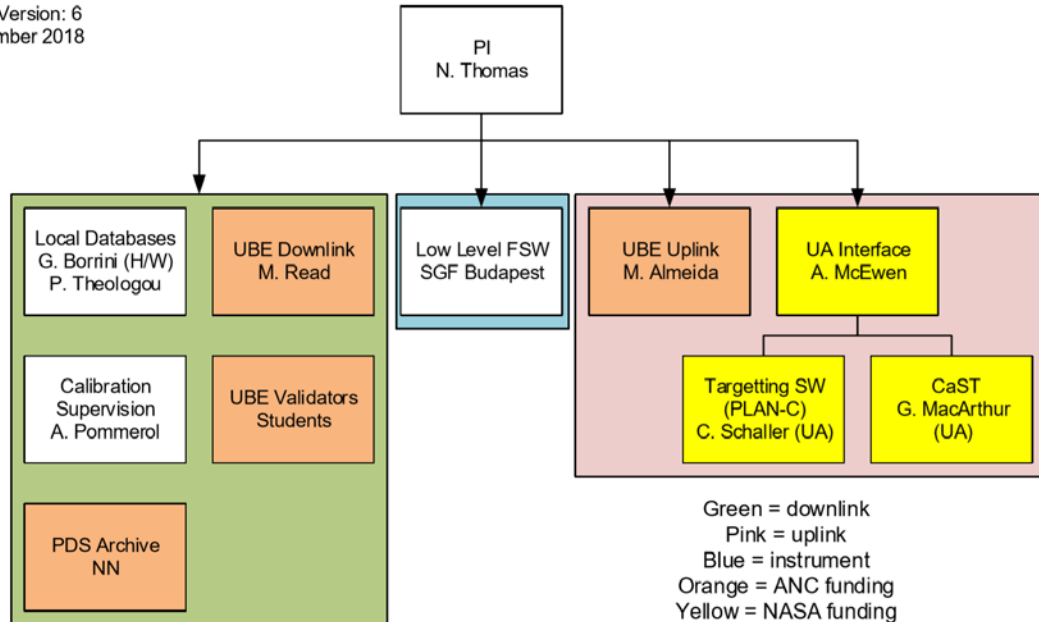 Version: 6
mber 2018
PI
N. Thomas
Local Databases
G. Borrini (H/W)
P. Theologou
UBE Downlink
M. Read
Low Level FSW
SGF Budapest
UBE Uplink
M. Almeida
UA Interface
A. McEwen
Calibration
Supervision
A. Pommerol
UBE Validators
Students
Targetting SW
(PLAN-C)
C. Schaller (UA)
CaST
G. MacArthur
(UA)
PDS Archive
NN
Green = downlink
Pink = uplink
Blue = instrument
Orange = ANC funding
Yellow = NASA funding